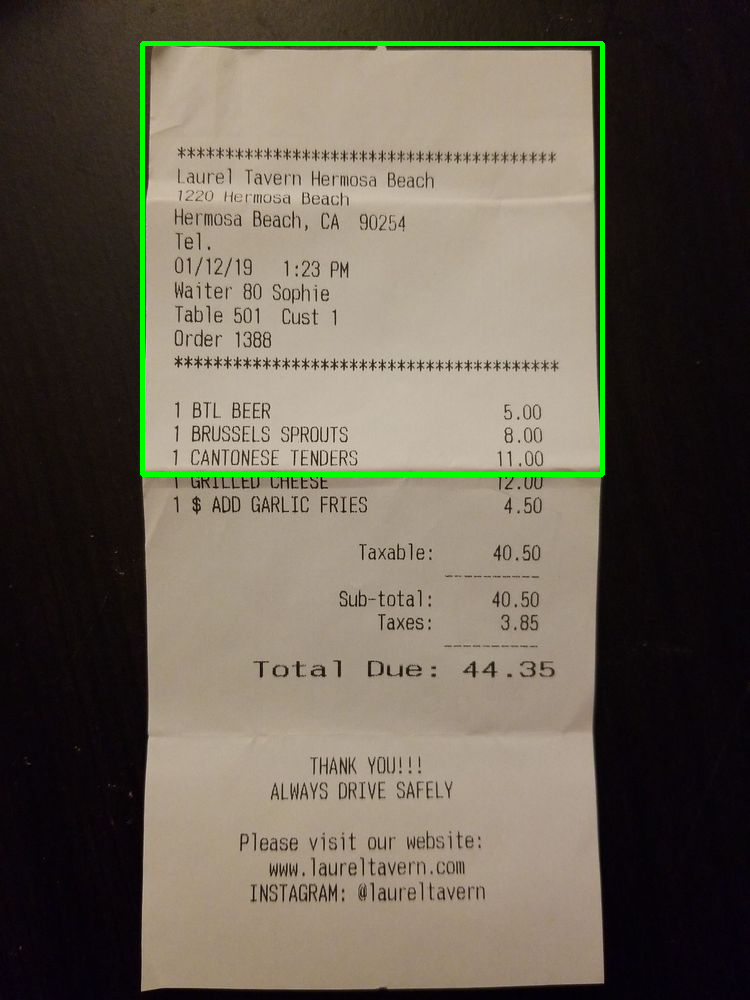 ****************************************
Laurel Tavern Hermosa Beach
1220 Hermosa Beach
Hermosa Beach, CA  90254
Tel.
01/12/19   1:23 PM
Waiter 80 Sophie
Table 501  Cust 1
Order 1388
****************************************
1 BTL BEER 5.00
1 BRUSSELS SPROUTS 8.00
1 CANTONESE TENDERS 11.00
1 GRILLED CHEESE 12.00
1 $ ADD GARLIC FRIES 4.50
Taxable: 40.50
----------
Sub-total: 40.50
Taxes: 3.85
----------
Total Due: 44.35
THANK YOU!!!
ALWAYS DRIVE SAFELY
Please visit our website:
www.laureltavern.com
INSTAGRAM: @laureltavern